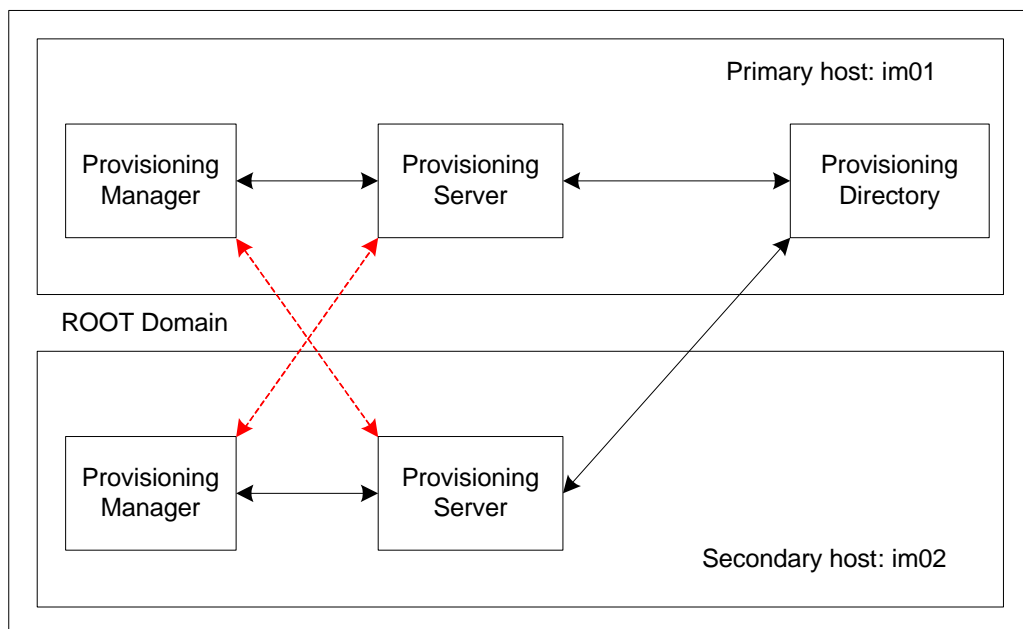 Primary host: im01
Provisioning
Manager
Provisioning
Server
Provisioning
Directory
ROOT Domain
Provisioning
Manager
Provisioning
Server
Secondary host: im02